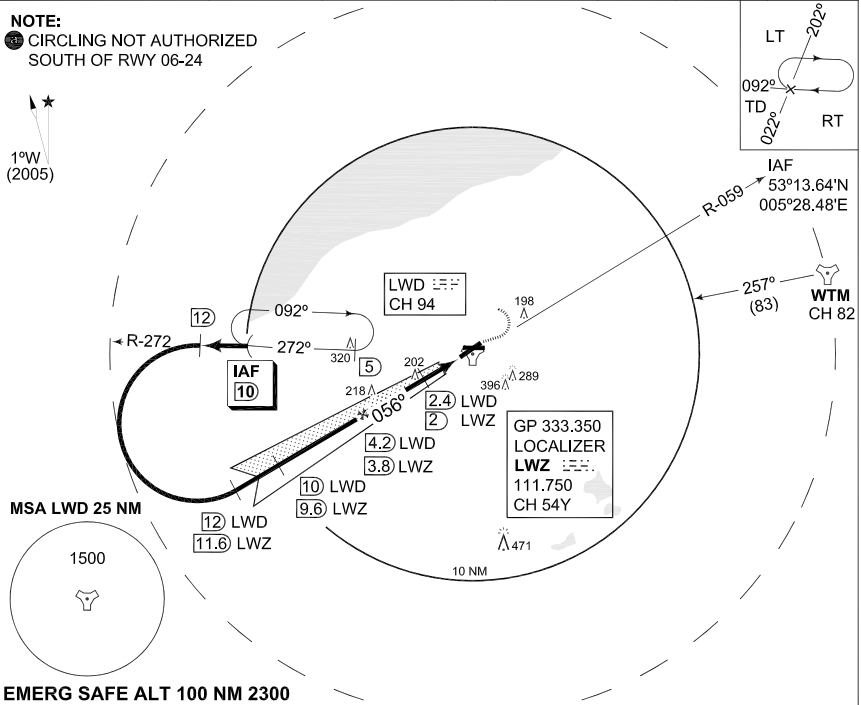 NOTE:
a CIRCLING NOT AUTHORIZED
SOUTH OF RWY 06-24
1ºW
(2005)
LT
202º
092º
TD
022º
RT
IAF
53º13.64'N
005º28.48'E
R-059
257º
(83)
WTM
CH 82
LWD
CH 94
198
12
092º
R-272
272º
320
5
202
IAF
10
218
056º
289
396
2.4 LWD
2 LWZ
4.2 LWD
3.8 LWZ
GP 333.350
LOCALIZER
LWZ
111.750
CH 54Y
10 LWD
9.6 LWZ
12 LWD
11.6 LWZ
471
10 NM
MSA LWD 25 NM
1500
EMERG SAFE ALT 100 NM 2300